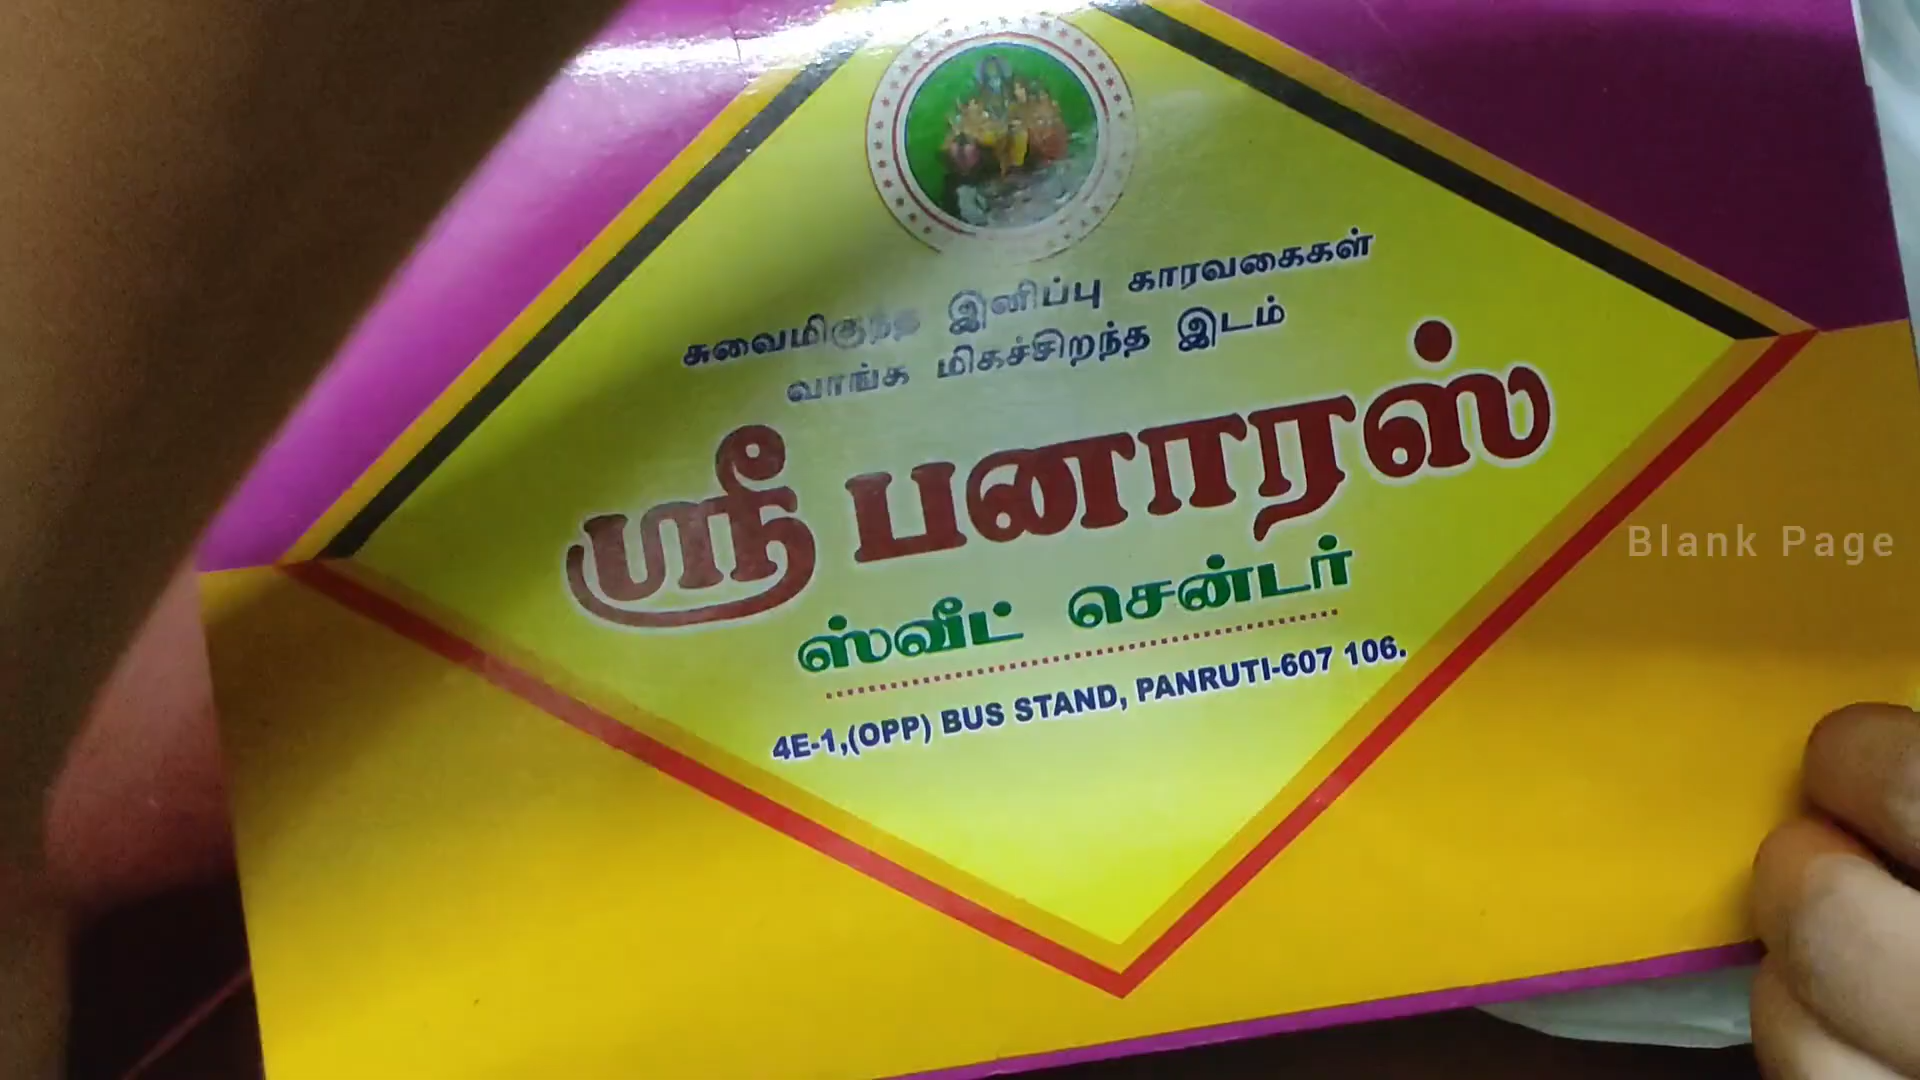 சுவைமிகுந்த இனிப்பு காரவகைகள்
வாங்க மிகச்சிறந்த இடம்
ஸ்ரீ பனாரஸ்
ஸ்வீட் சென்டர்
4E-1,(OPP) BUS STAND, PANRUTI-607 106.
Blank Page